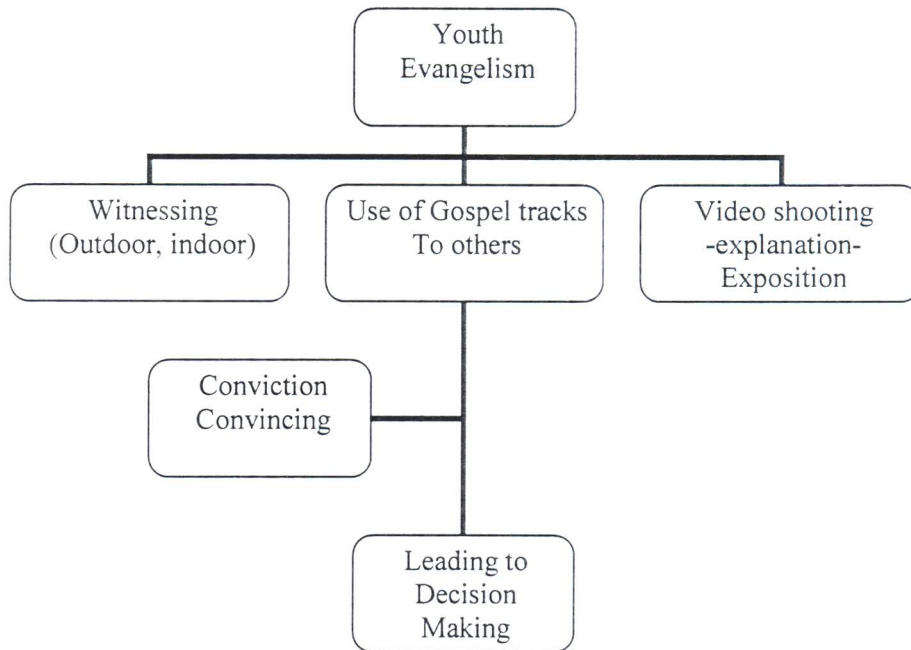 Youth
Evangelism
Witnessing
(Outdoor, indoor)
Use of Gospel tracks
To others
Video shooting
-explanation-
Exposition
Conviction
Convincing
Leading to
Decision
Making